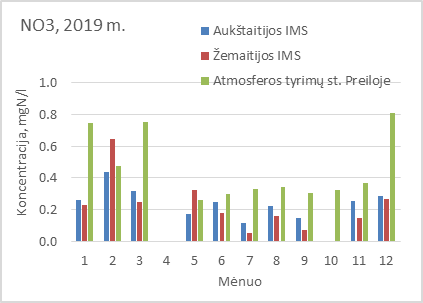 NO3, 2019 m.
Aukštaitijos IMS
Žemaitijos IMS
Atmosferos tyrimų st. Preiloje
Koncentracija, mgN/l
1.0
0.8
0.6
0.4
0.2
0.0
1 2 3 4 5 6 7 8 9 10 11 12
Mėnuo